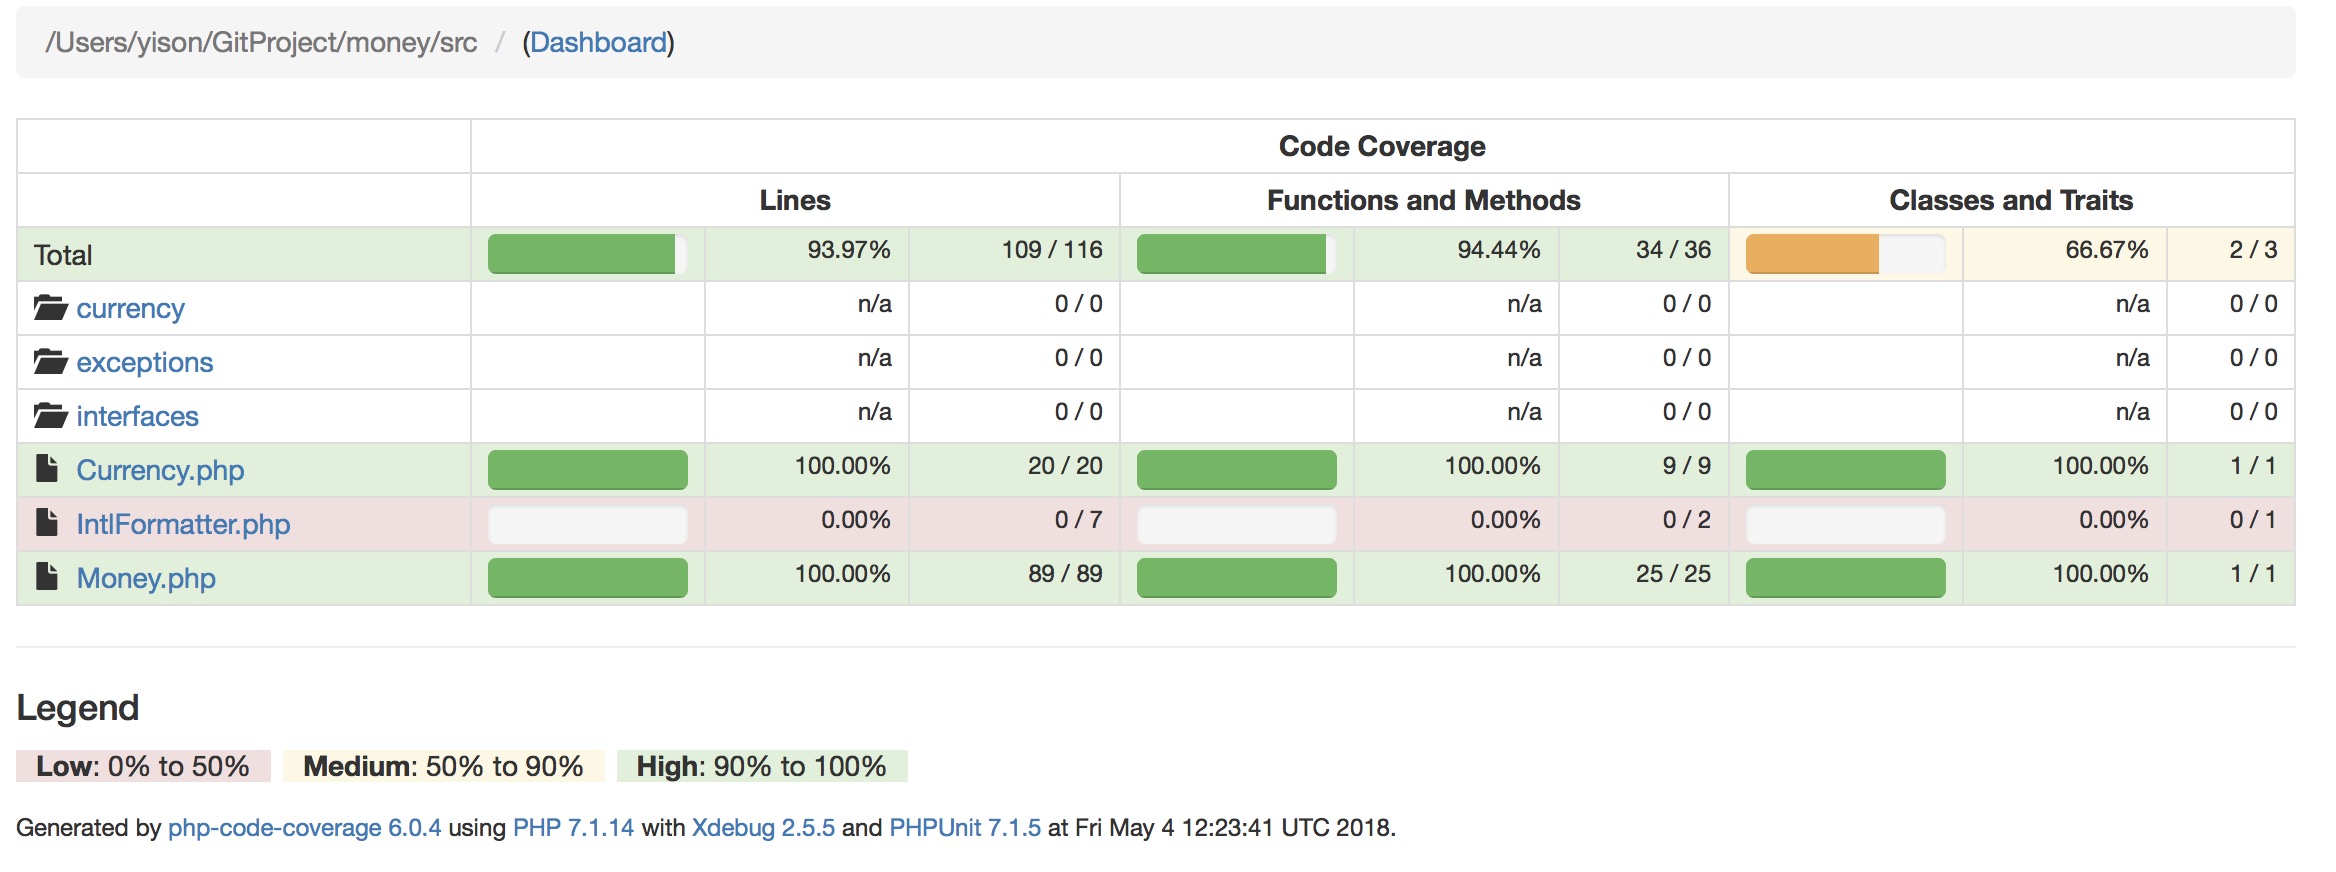 /Users/yison/GitProject/money/src / (Dashboard)
Code Coverage
Lines Functions and Methods Classes and Traits
Total 93.97% 109 / 116 94.44% 34 / 36 66.67% 2 / 3
currency n/a 0 / 0 n/a 0 / 0 n/a 0 / 0
exceptions n/a 0 / 0 n/a 0 / 0 n/a 0 / 0
interfaces n/a 0 / 0 n/a 0 / 0 n/a 0 / 0
Currency.php 100.00% 20 / 20 100.00% 9 / 9 100.00% 1 / 1
IntlFormatter.php 0.00% 0 / 7 0.00% 0 / 2 0.00% 0 / 1
Money.php 100.00% 89 / 89 100.00% 25 / 25 100.00% 1 / 1
Legend
Low: 0% to 50% Medium: 50% to 90% High: 90% to 100%
Generated by php-code-coverage 6.0.4 using PHP 7.1.14 with Xdebug 2.5.5 and PHPUnit 7.1.5 at Fri May 4 12:23:41 UTC 2018.